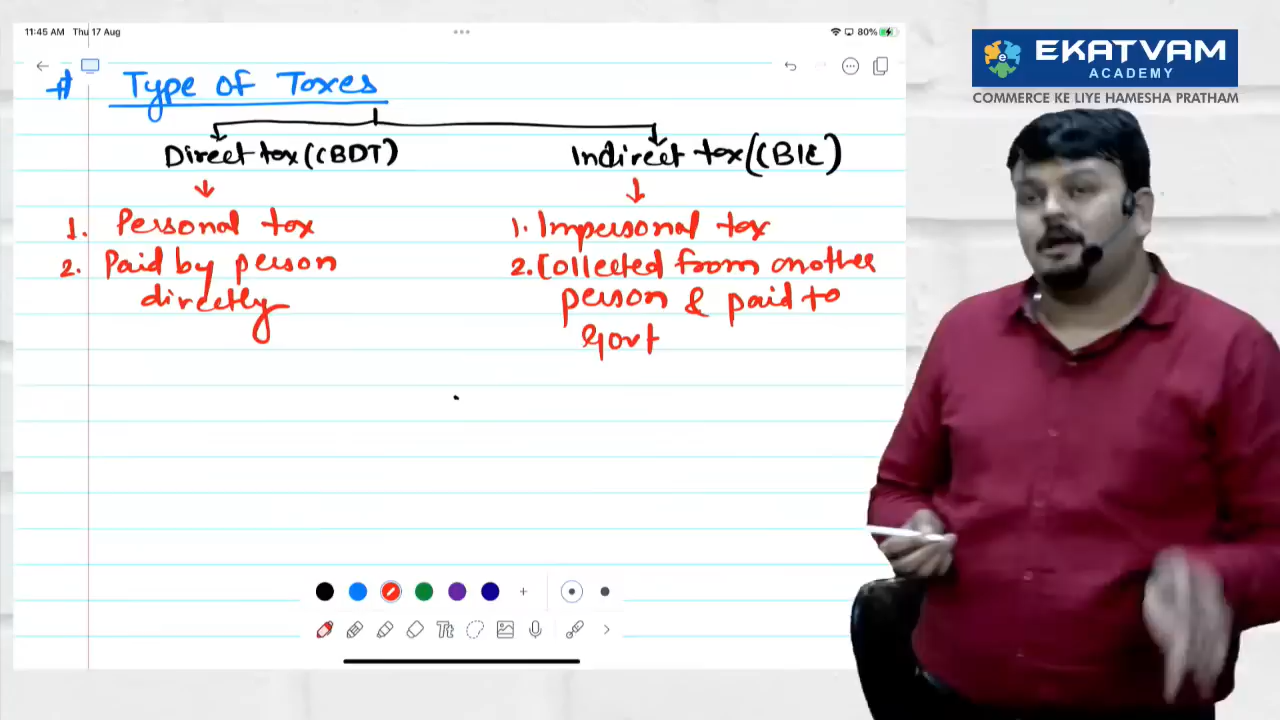 11:45 AM Thu 17 Aug
80%
# Type of Toxes
Direct tox (CBDT)
Indirect tox (CBIC)
1. Personal tox
2. Paid by person
directly
1. Impersonal tox
2. Collected from another
person & paid to
Govt
Tt
EKATVAM
ACADEMY
COMMERCE KE LIYE HAMESHA PRATHAM